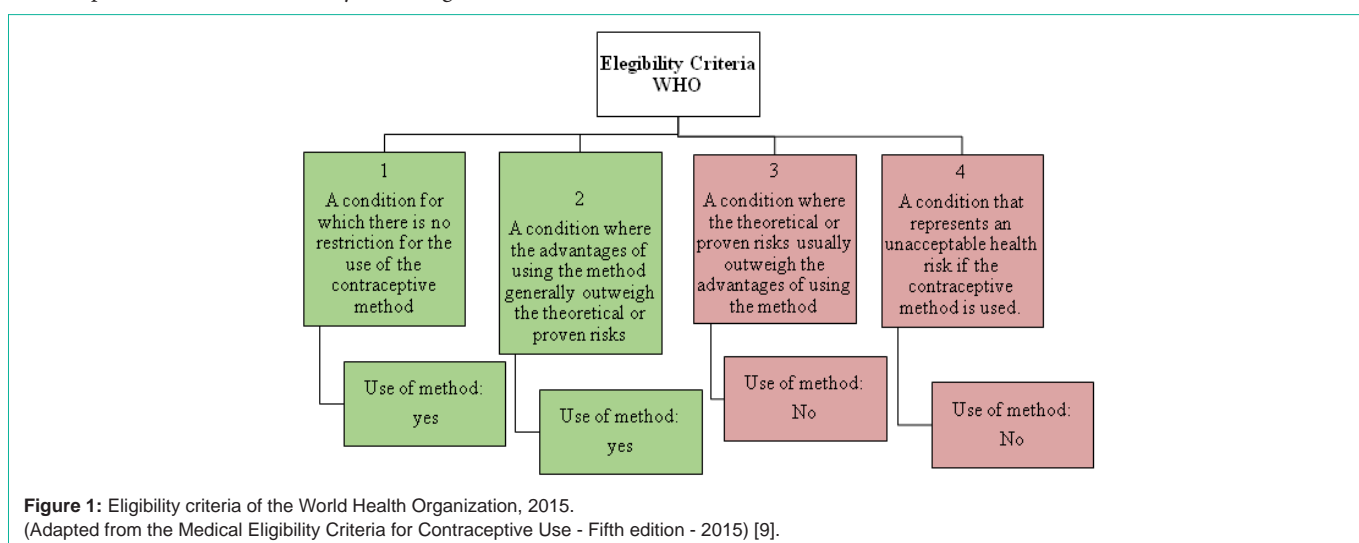 Elegibility Criteria
WHO
1
A condition for
which there is no
restriction for the
use of the
contraceptive
method
2
A condition where
the advantages of
using the method
generally outweigh
the theoretical or
proven risks
3
A condition where
the theoretical or
proven risks usually
outweigh the
advantages of using
the method
4
A condition that
represents an
unacceptable health
risk if the
contraceptive
method is used.
Use of method:
yes
Use of method:
yes
Use of method:
No
Use of method:
No
Figure 1: Eligibility criteria of the World Health Organization, 2015.
(Adapted from the Medical Eligibility Criteria for Contraceptive Use - Fifth edition - 2015) [9].